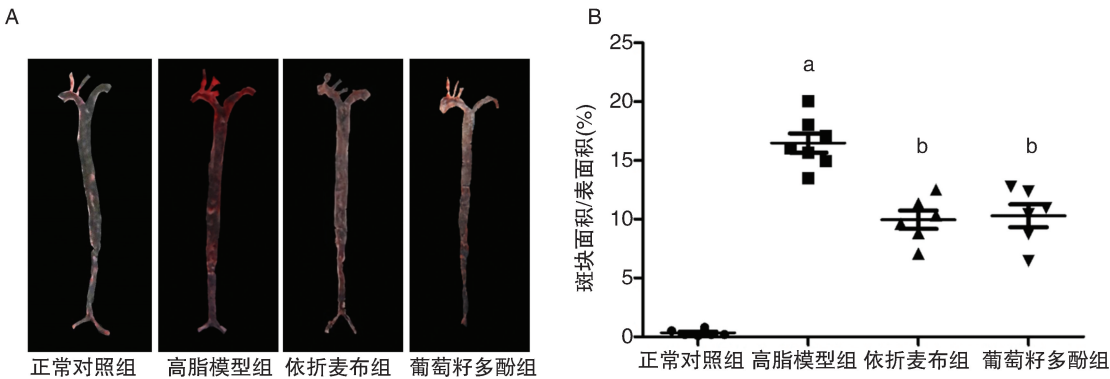 A
正常对照组
高脂模型组
依折麦布组
葡萄籽多酚组
B
斑块面积/表面积(%)
25
20
15
10
5
0
a
b
b
正常对照组
高脂模型组
依折麦布组
葡萄籽多酚组